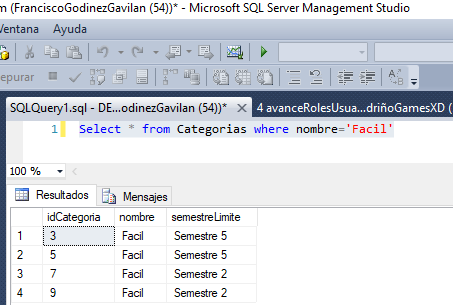 m (FranciscoGodinezGavilan (54))* - Microsoft SQL Server Management Studio
Ventana Ayuda
epurar
SQLQuery1.sql - DE...odinezGavilan (54))* 4 avanceRolesUsua...driñoGamesXD (
1 Select * from Categorias where nombre='Facil'
100 %
Resultados Mensajes
idCategoria nombre semestreLimite
1 3 Facil Semestre 5
2 5 Facil Semestre 5
3 7 Facil Semestre 2
4 9 Facil Semestre 2